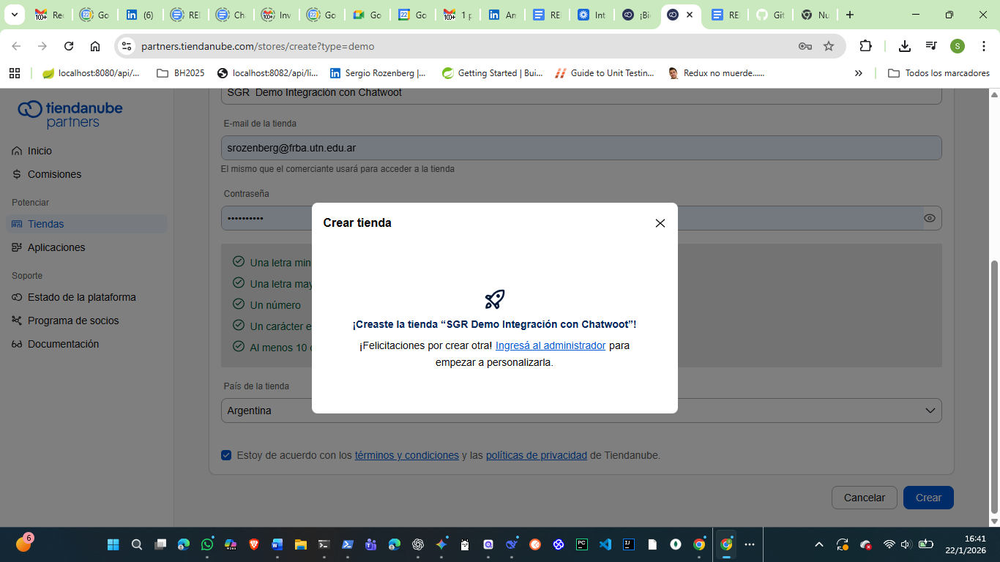 Rec
Go
(6)
REI
Cha
Inv
Go
Go
Go
1 p
An
RE
Int
¡Bi
REI
Git
Nu
partners.tiendanube.com/stores/create?type=demo
S
localhost:8080/api/...
BH2025
localhost:8082/api/li...
Sergio Rozenberg |...
Getting Started | Bui...
Guide to Unit Testin...
Redux no muerde......
Todos los marcadores
tiendanube
partners
Inicio
Comisiones
Potenciar
Tiendas
Aplicaciones
Soporte
Estado de la plataforma
Programa de socios
Documentación
SGR Demo Integración con Chatwoot
E-mail de la tienda
srozenberg@frba.utn.edu.ar
El mismo que el comerciante usará para acceder a la tienda
Contraseña
••••••••••
Una letra min
Una letra may
Un número
Un carácter e
Al menos 10
Crear tienda
¡Creaste la tienda “SGR Demo Integración con Chatwoot”!
¡Felicitaciones por crear otra! Ingresá al administrador para
empezar a personalizarla.
País de la tienda
Argentina
Estoy de acuerdo con los términos y condiciones y las políticas de privacidad de Tiendanube.
Cancelar
Crear
6
16:41
22/1/2026